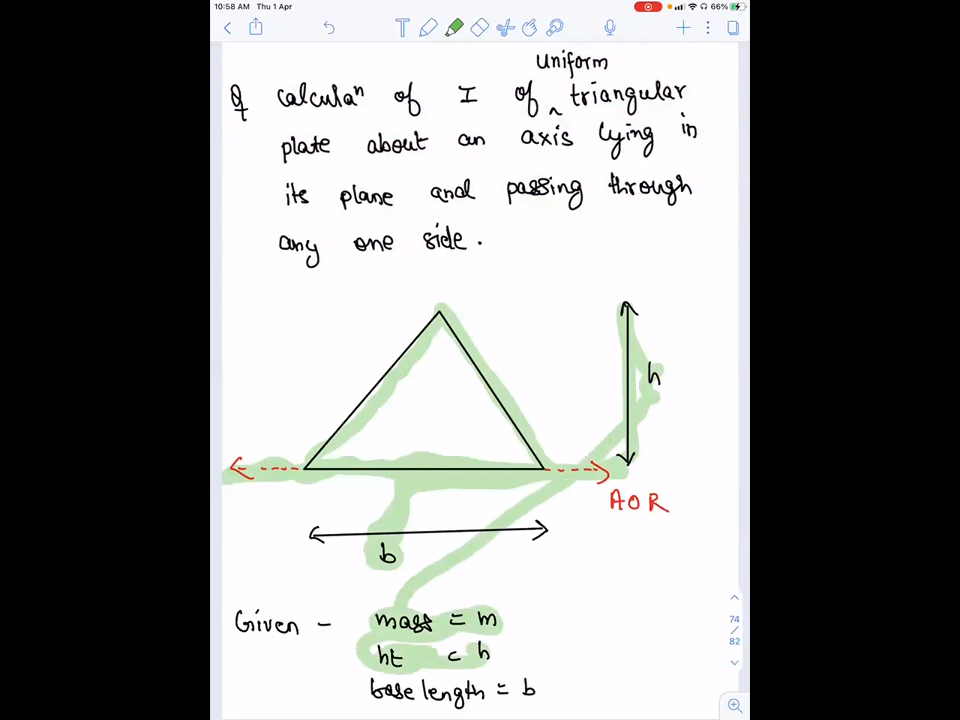 10:58 AM Thu 1 Apr
66%
uniform
Q calculaⁿ of I of ^ triangular
plate about an axis lying in
its plane and passing through
any one side.
h
AOR
b
Given - mass = m
ht = h
base length = b
74
/
82